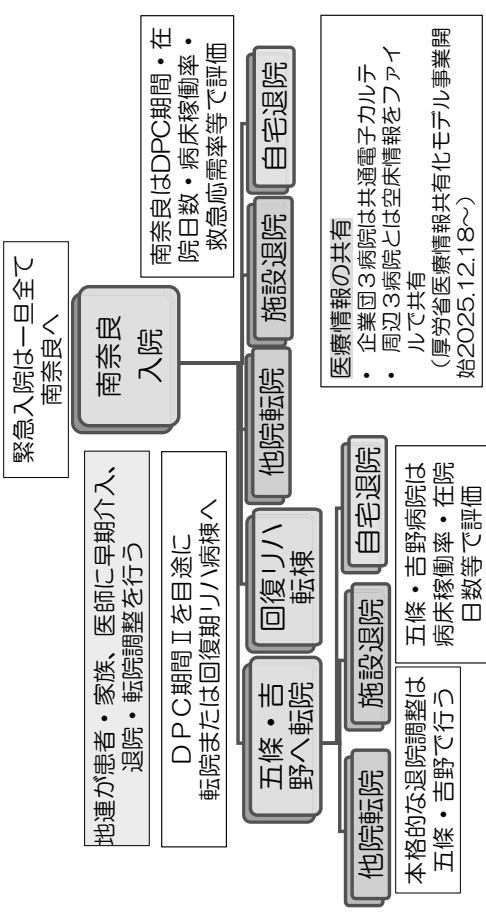 緊急入院は一旦全て
南奈良へ
南奈良
入院
地連が患者・家族、医師に早期介入、
退院・転院調整を行う
南奈良はDPC期間・在
院日数・病床稼働率・
救急応需率等で評価
ＤＰＣ期間Ⅱを目途に
転院または回復期リハ病棟へ
五條・吉
野へ転院
回復リハ
転棟
他院転院
施設退院
自宅退院
他院転院
施設退院
自宅退院
本格的な退院調整は
五條・吉野で行う
五條・吉野病院は
病床稼働率・在院
日数等で評価
医療情報の共有
• 企業団３病院は共通電子カルテ
• 周辺３病院とは空床情報をファイ
ルで共有
（厚労省医療情報共有化モデル事業開
始2025.12.18～）